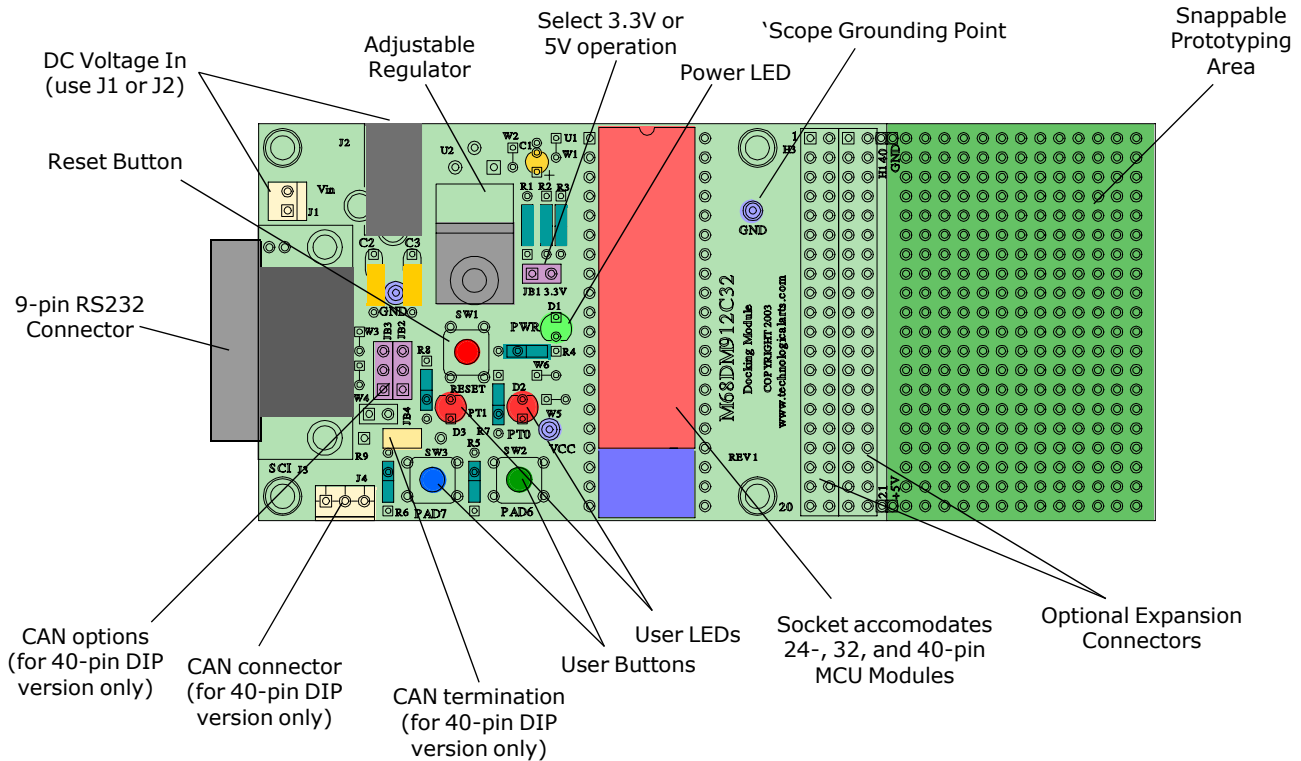 Select 3.3V or
5V operation
'Scope Grounding Point
Snappable
Prototyping
Area
Adjustable
Regulator
DC Voltage In
(use J1 or J2)
Power LED
Reset Button
9-pin RS232
Connector
J2
U2
W2
C1
U1
W1
+
Vin
J1
R1
R2
R3
C2
C3
GND
JB1
3.3V
D1
SW1
PWR
W3
JB3
JB2
R8
R4
W6
W4
JB4
RESET
D2
PT1
W5
D3
R7
PT0
VCC
R9
R5
SW3
SW2
SCI
J3
J4
R6
PAD7
PAD6
1
H3
H1
40
GND
GND
M68DM912C32
Docking Module
COPYRIGHT 2003
www.technologicalarts.com
REV 1
20
21
+5V
CAN options
(for 40-pin DIP
version only)
CAN connector
(for 40-pin DIP
version only)
CAN termination
(for 40-pin DIP
version only)
User Buttons
User LEDs
Socket accomodates
24-, 32, and 40-pin
MCU Modules
Optional Expansion
Connectors